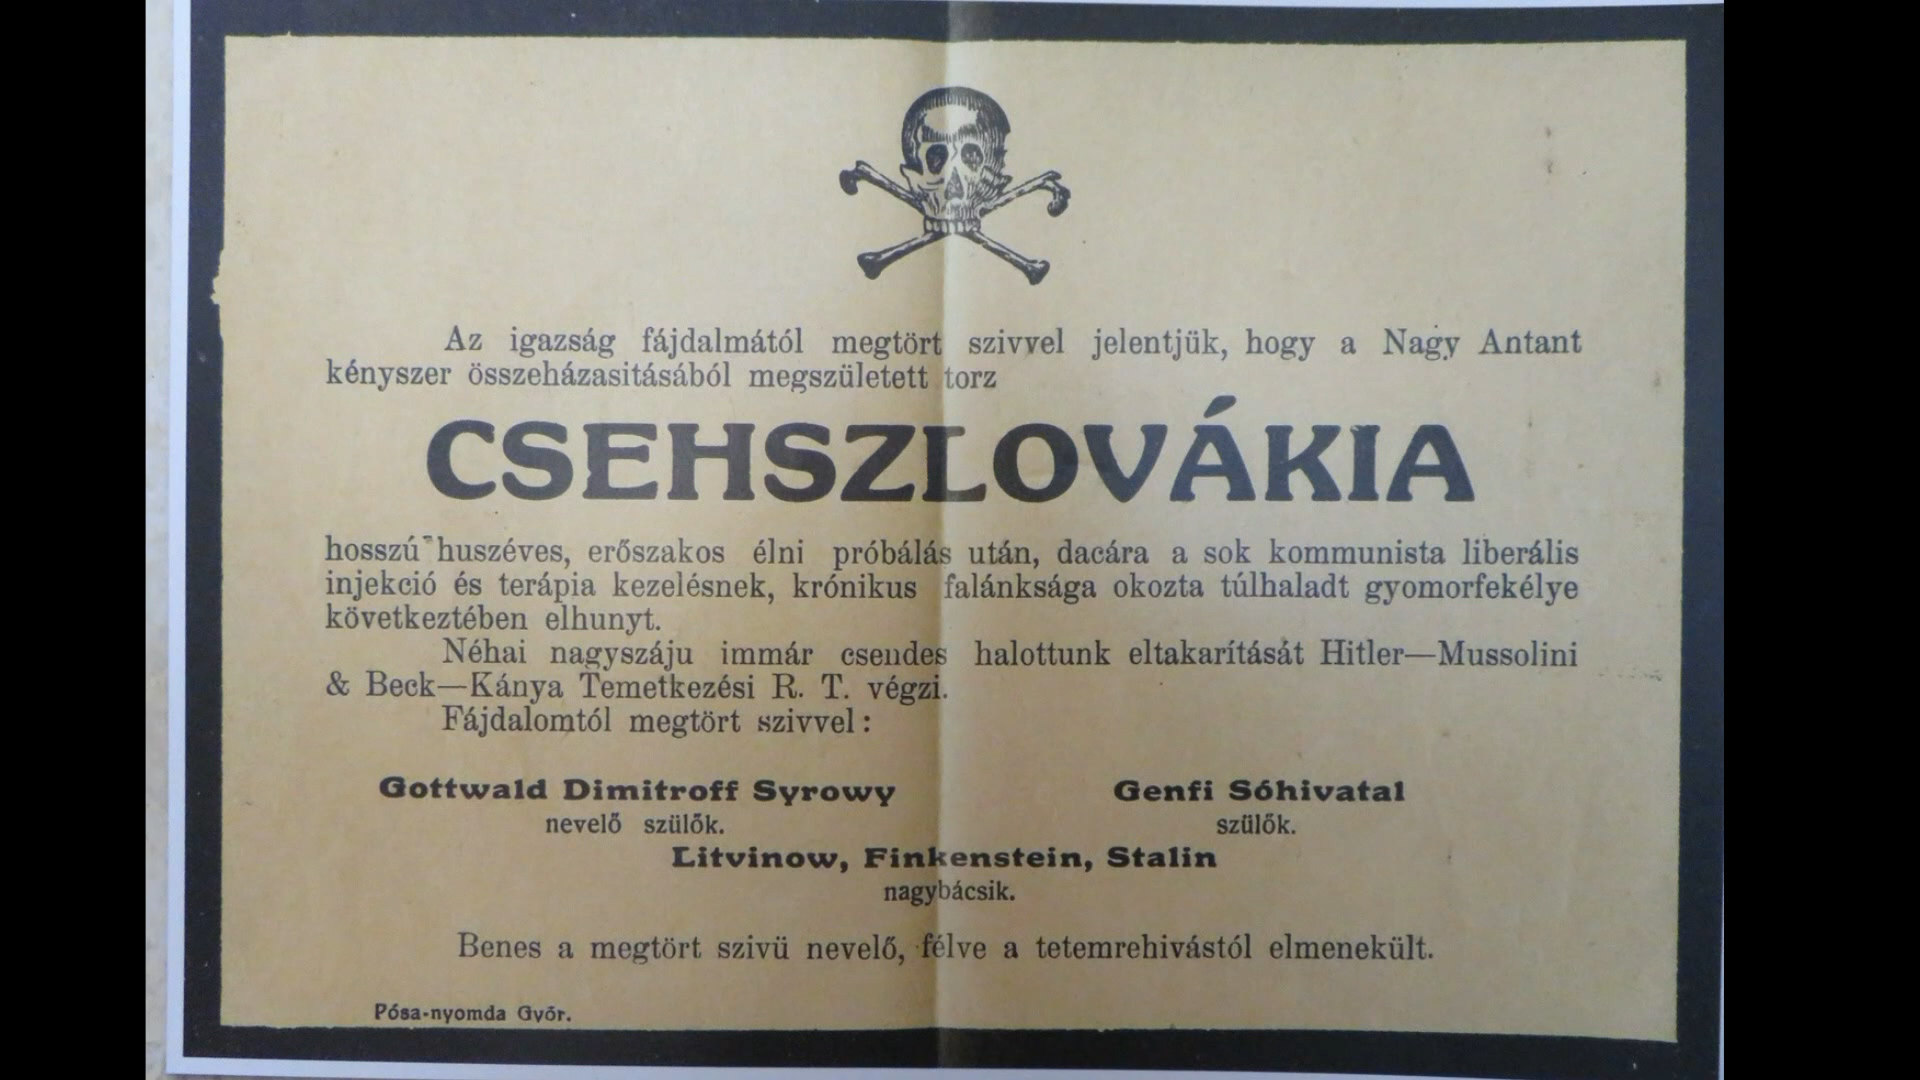 Az igazság fájdalmától megtört szivvel jelentjük, hogy a Nagy Antant
kényszer összeházasitásából megszületett torz
CSEHSZLOVÁKIA
hosszú huszéves, erőszakos élni próbálás után, dacára a sok kommunista liberális
injekció és terápia kezelésnek, krónikus falánksága okozta túlhaladt gyomorfekélye
következtében elhunyt.
Néhai nagyszáju immár csendes halottunk eltakarítását Hitler—Mussolini
& Beck—Kánya Temetkezési R. T. végzi.
Fájdalomtól megtört szivvel:
Gottwald Dimitroff Syrowy
nevelő szülők.
Genfi Sóhivatal
szülők.
Litvinow, Finkenstein, Stalin
nagybácsik.
Benes a megtört szivü nevelő, félve a tetemrehivástól elmenekült.
Pósa-nyomda Győr.